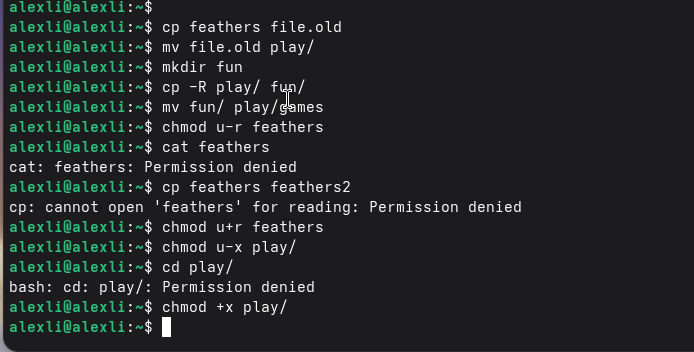 alexli@alexli:~$
alexli@alexli:~$ cp feathers file.old
alexli@alexli:~$ mv file.old play/
alexli@alexli:~$ mkdir fun
alexli@alexli:~$ cp -R play/ fun/
alexli@alexli:~$ mv fun/ play/games
alexli@alexli:~$ chmod u-r feathers
alexli@alexli:~$ cat feathers
cat: feathers: Permission denied
alexli@alexli:~$ cp feathers feathers2
cp: cannot open 'feathers' for reading: Permission denied
alexli@alexli:~$ chmod u+r feathers
alexli@alexli:~$ chmod u-x play/
alexli@alexli:~$ cd play/
bash: cd: play/: Permission denied
alexli@alexli:~$ chmod +x play/
alexli@alexli:~$